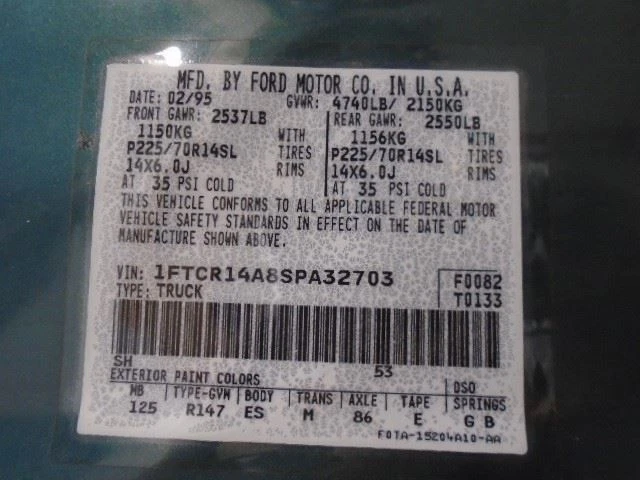 MFD. BY FORD MOTOR CO. IN U.S.A.
DATE: 02/95 GVWR: 4740LB/ 2150KG
FRONT GAWR: 2537LB REAR GAWR: 2550LB
1150KG WITH 1156KG WITH
P225/70R14SL TIRES P225/70R14SL TIRES
14X6.0J RIMS 14X6.0J RIMS
AT 35 PSI COLD AT 35 PSI COLD
THIS VEHICLE CONFORMS TO ALL APPLICABLE FEDERAL MOTOR
VEHICLE SAFETY STANDARDS IN EFFECT ON THE DATE OF
MANUFACTURE SHOWN ABOVE.
VIN: 1FTCR14A8SPA32703 F0082
TYPE: TRUCK T0133
SH 53
EXTERIOR PAINT COLORS DSO
MB TYPE-GVW BODY TRANS AXLE TAPE SPRINGS
125 R147 ES M 86 E G B
F0TA-15204A10-AA